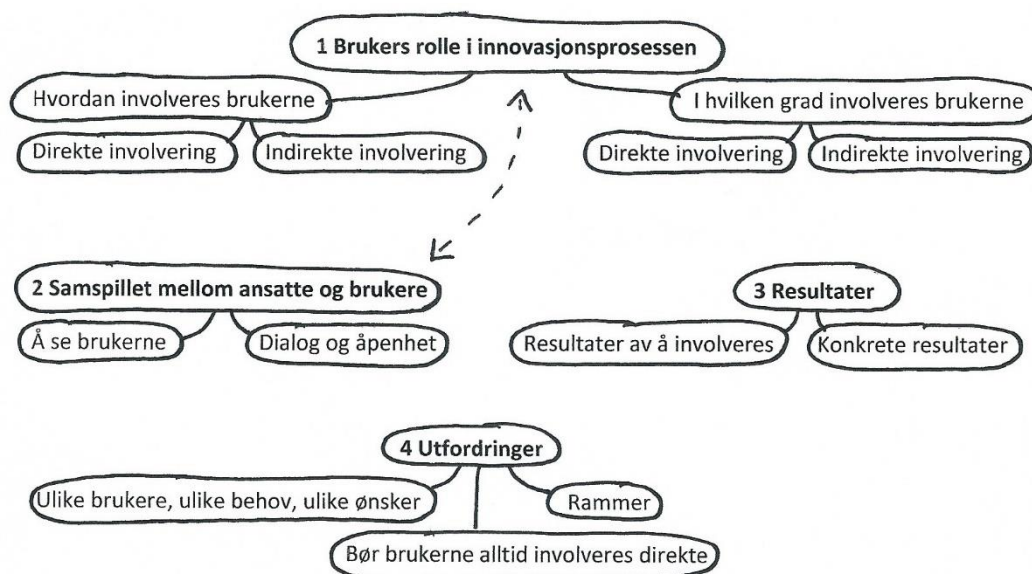 1 Brukers rolle i innovasjonsprosessen
Hvordan involveres brukerne
I hvilken grad involveres brukerne
Direkte involvering
Indirekte involvering
Direkte involvering
Indirekte involvering
2 Samspillet mellom ansatte og brukere
3 Resultater
Å se brukerne
Dialog og åpenhet
Resultater av å involveres
Konkrete resultater
4 Utfordringer
Ulike brukere, ulike behov, ulike ønsker
Rammer
Bør brukerne alltid involveres direkte